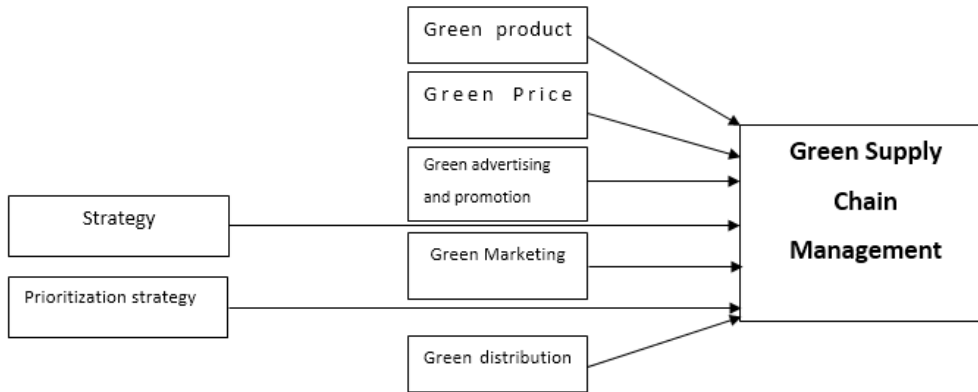 Green product
Green Price
Green advertising
and promotion
Strategy
Green Marketing
Prioritization strategy
Green distribution
Green Supply
Chain
Management